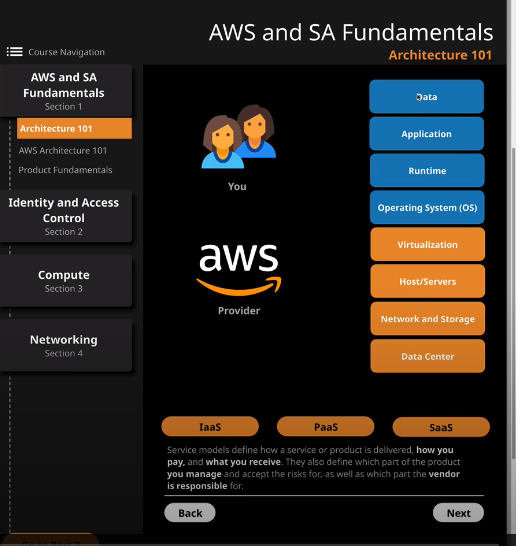 AWS and SA Fundamentals
Architecture 101
Course Navigation
AWS and SA
Fundamentals
Section 1
Architecture 101
AWS Architecture 101
Product Fundamentals
Identity and Access
Control
Section 2
Compute
Section 3
Networking
Section 4
You
aws
Provider
Data
Application
Runtime
Operating System (OS)
Virtualization
Host/Servers
Network and Storage
Data Center
IaaS
PaaS
SaaS
Service models define how a service or product is delivered, how you
pay, and what you receive. They also define which part of the product
you manage and accept the risks for, as well as which part the vendor
is responsible for.
Back
Next